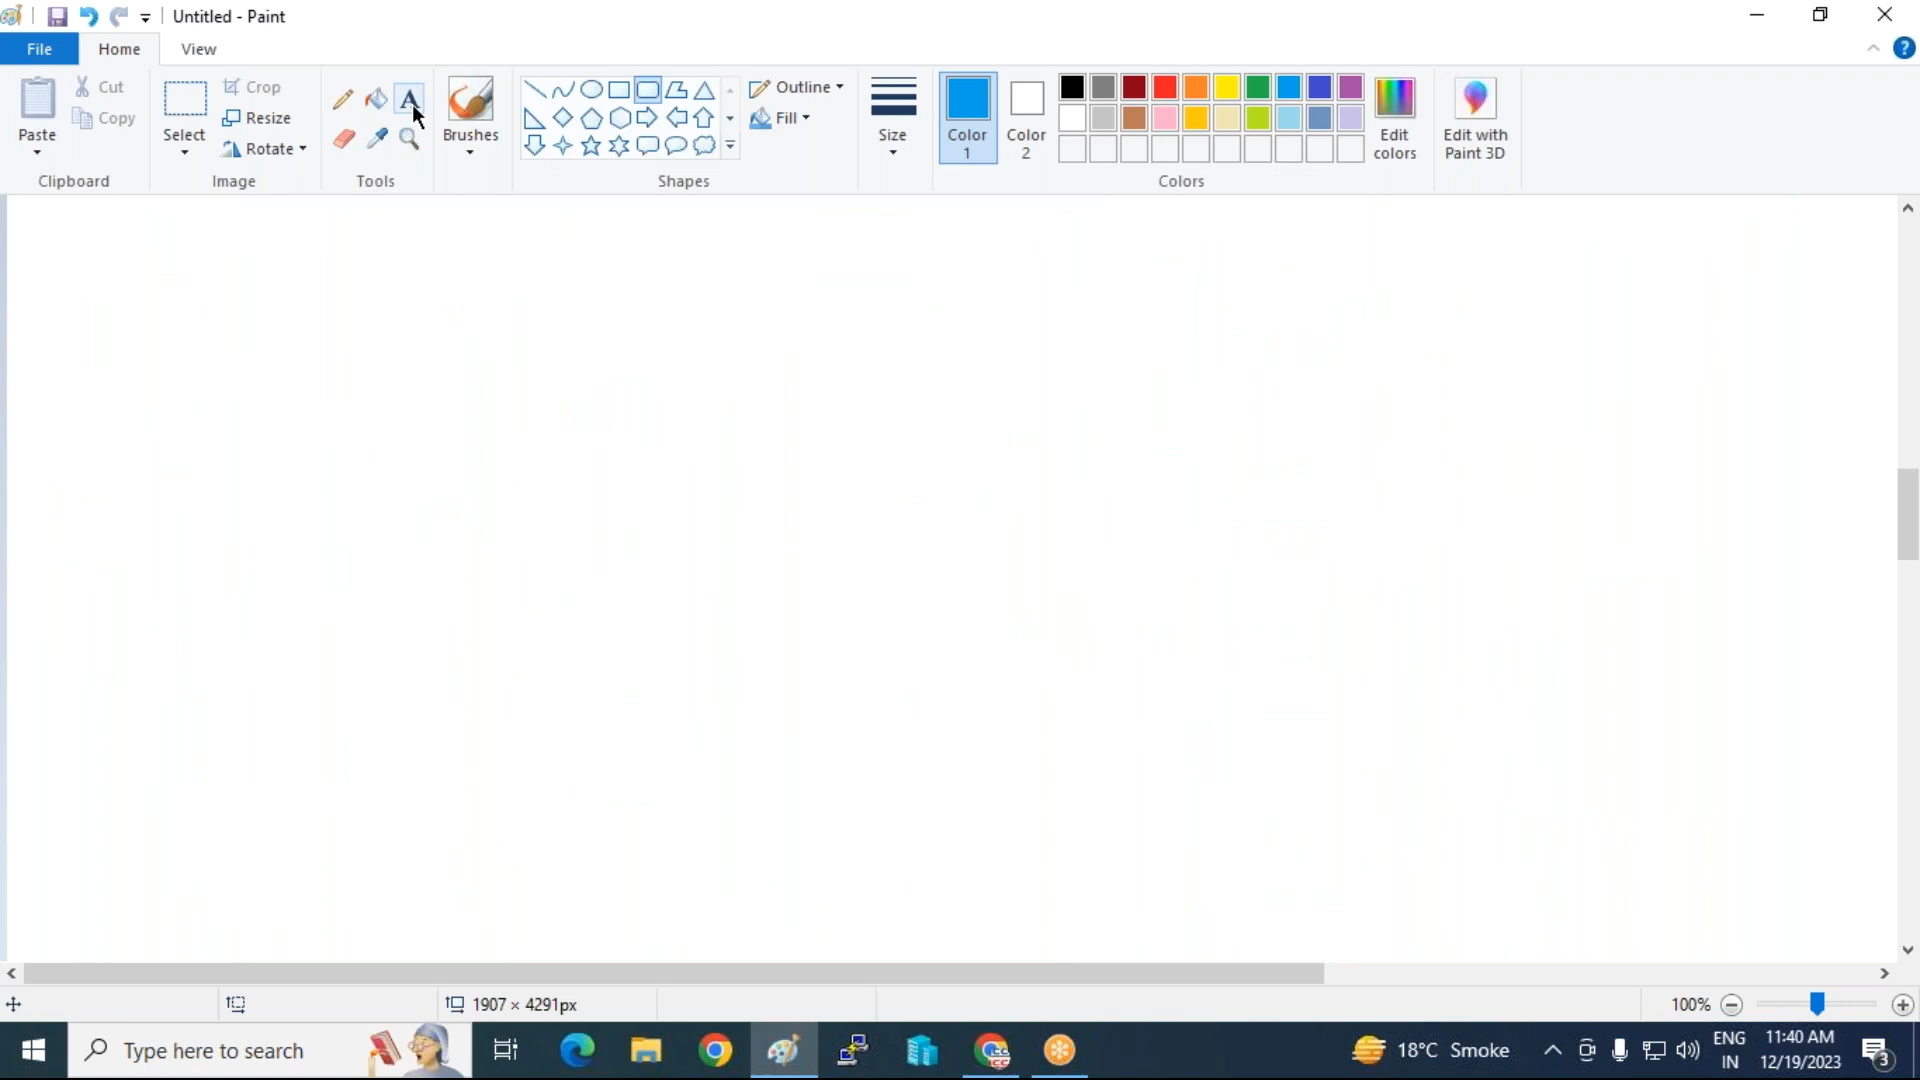 Untitled - Paint
File Home View
Paste Cut Copy Clipboard
Select Crop Resize Rotate Image
Tools
Brushes
Shapes Outline Fill
Size
Color 1 Color 2 Edit colors Colors
Edit with Paint 3D
1907 × 4291px 100%
Type here to search
18°C Smoke
ENG IN
11:40 AM
12/19/2023
3